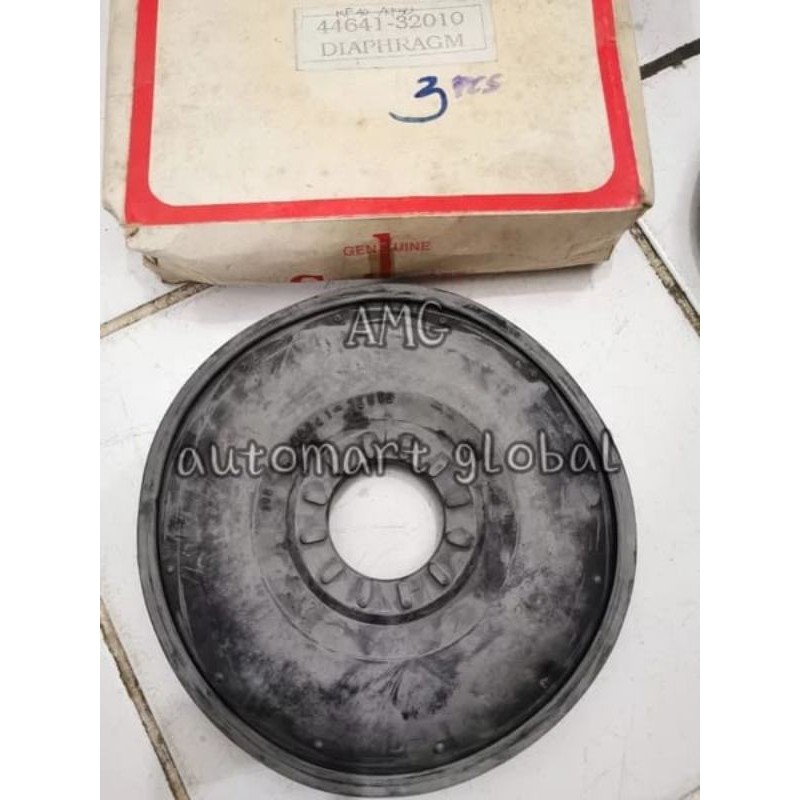 44641-32010
DIAPHRAGM
3 PCS
GENUINE
AMG
automart global